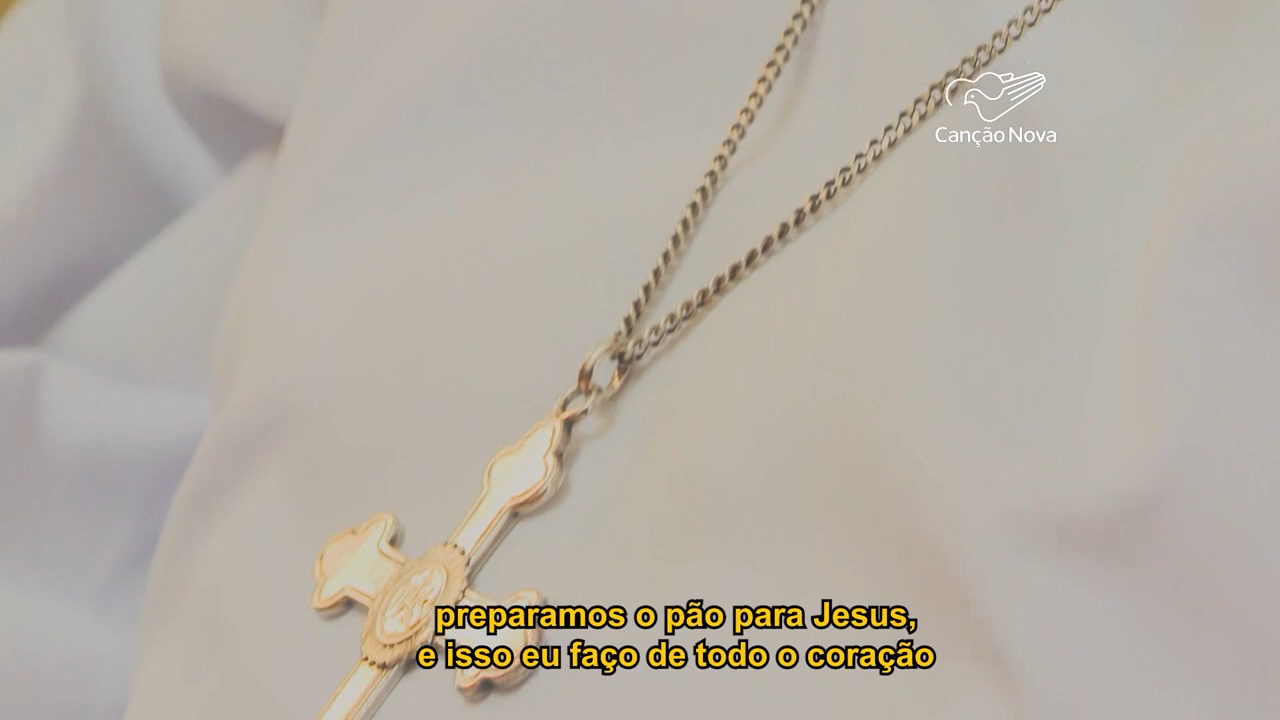 Canção Nova
preparamos o pão para Jesus,
e isso eu faço de todo o coração